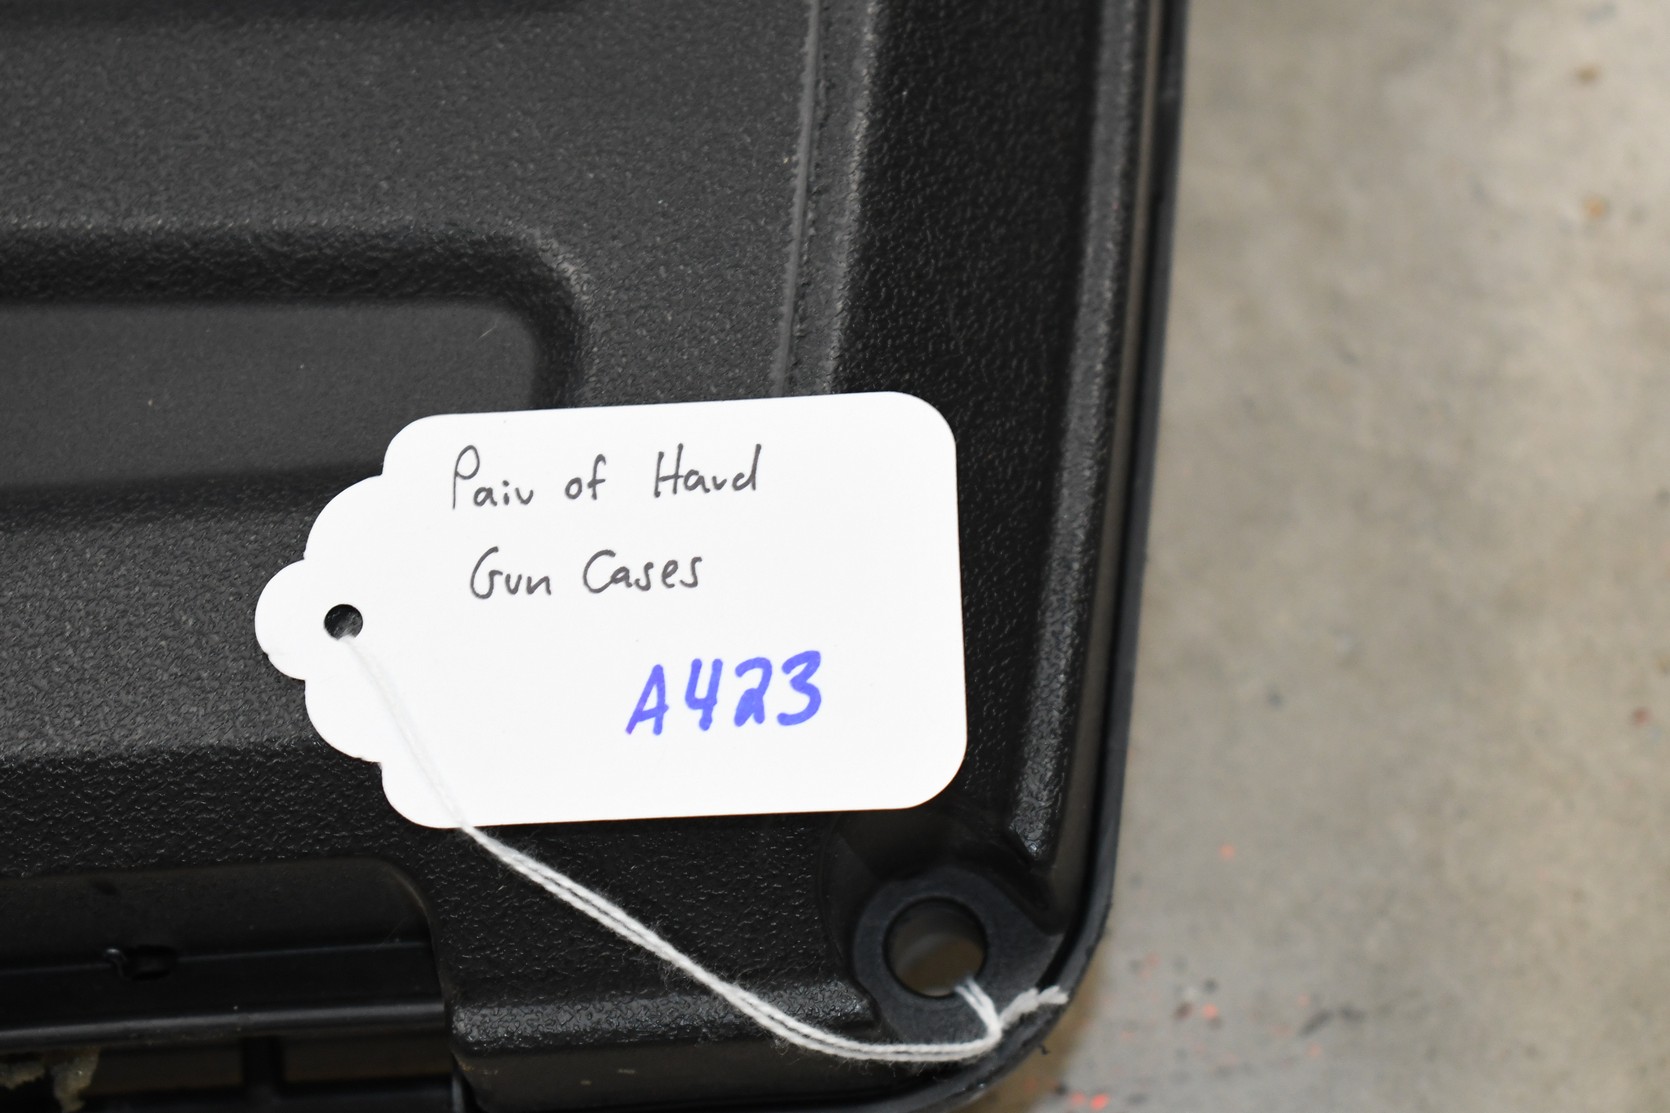 Pair of Hard
Gun Cases
A423